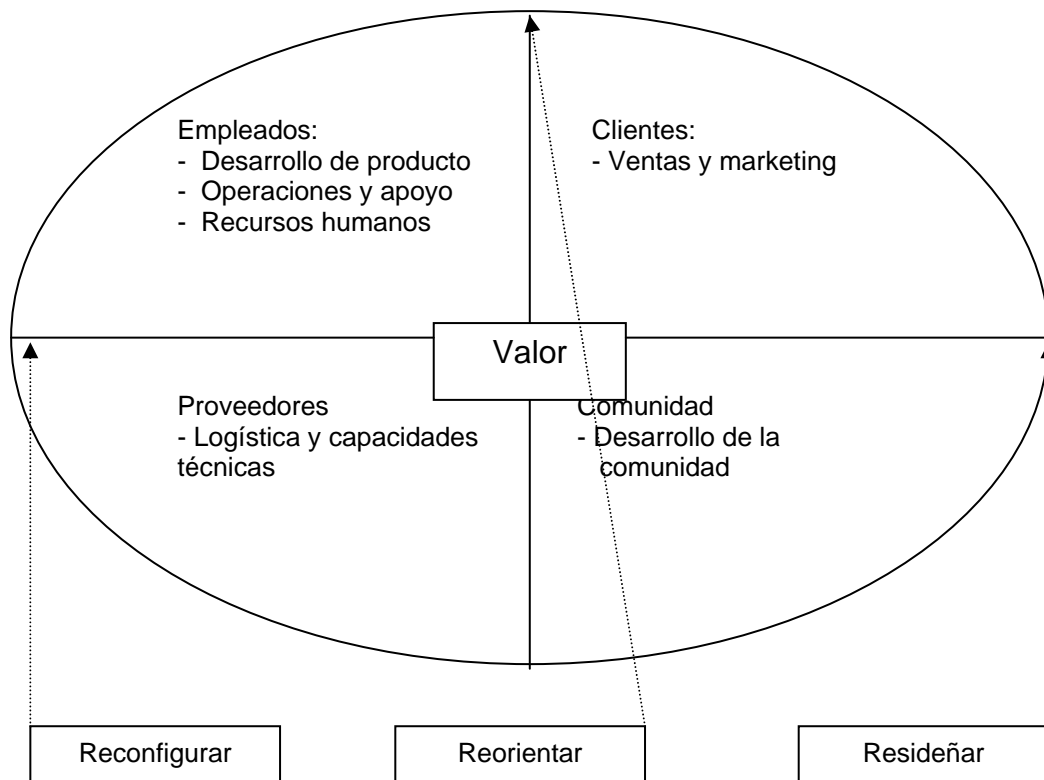 Empleados:
- Desarrollo de producto
- Operaciones y apoyo
- Recursos humanos
Clientes:
- Ventas y marketing
Valor
Proveedores
- Logística y capacidades
técnicas
Comunidad
- Desarrollo de la
comunidad
Reconfigurar
Reorientar
Resideñar